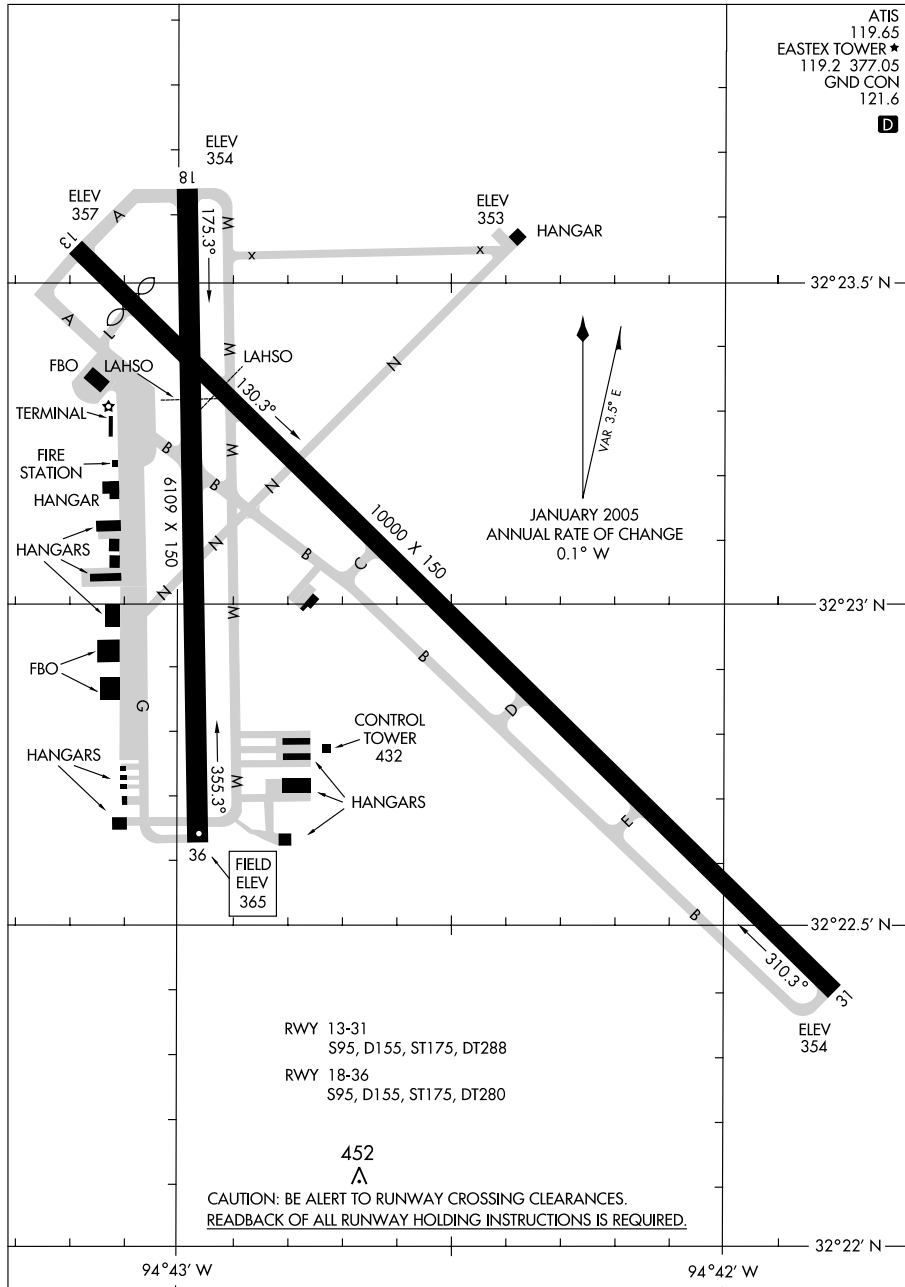 ATIS
119.65
EASTEX TOWER ★
119.2 377.05
GND CON
121.6
D
ELEV
354
18
ELEV
357
13
A
M
175.3°
ELEV
353
HANGAR
X
X
32°23.5' N
A
L
M
LAHSO
LAHSO
FBO
N
130.3°
VAR 3.5° E
TERMINAL
B
M
FIRE
STATION
B
N
6109 X 150
HANGAR
10000 X 150
JANUARY 2005
ANNUAL RATE OF CHANGE
0.1° W
HANGARS
N
B
C
N
M
32°23' N
B
FBO
G
D
CONTROL
TOWER
432
HANGARS
355.3°
M
HANGARS
E
36
FIELD
ELEV
365
B
32°22.5' N
310.3°
31
ELEV
354
RWY 13-31
S95, D155, ST175, DT288
RWY 18-36
S95, D155, ST175, DT280
452
CAUTION: BE ALERT TO RUNWAY CROSSING CLEARANCES.
READBACK OF ALL RUNWAY HOLDING INSTRUCTIONS IS REQUIRED.
32°22' N
94°43' W
94°42' W